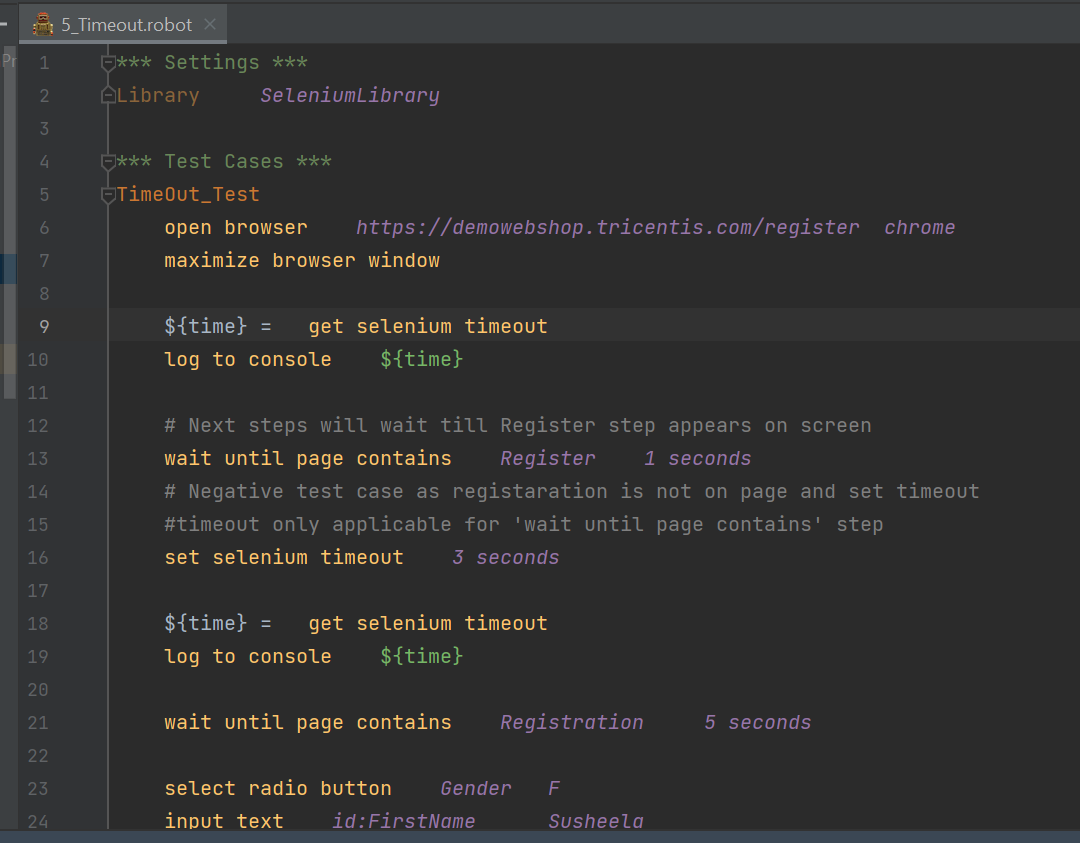 5_Timeout.robot
Pr
1 *** Settings ***
2 Library     SeleniumLibrary
3
4 *** Test Cases ***
5 TimeOut_Test
6     open browser    https://demowebshop.tricentis.com/register  chrome
7     maximize browser window
8
9     ${time} =   get selenium timeout
10     log to console    ${time}
11
12     # Next steps will wait till Register step appears on screen
13     wait until page contains    Register    1 seconds
14     # Negative test case as registaration is not on page and set timeout
15     #timeout only applicable for 'wait until page contains' step
16     set selenium timeout    3 seconds
17
18     ${time} =   get selenium timeout
19     log to console    ${time}
20
21     wait until page contains    Registration     5 seconds
22
23     select radio button    Gender   F
24     input text    id:FirstName      Susheela